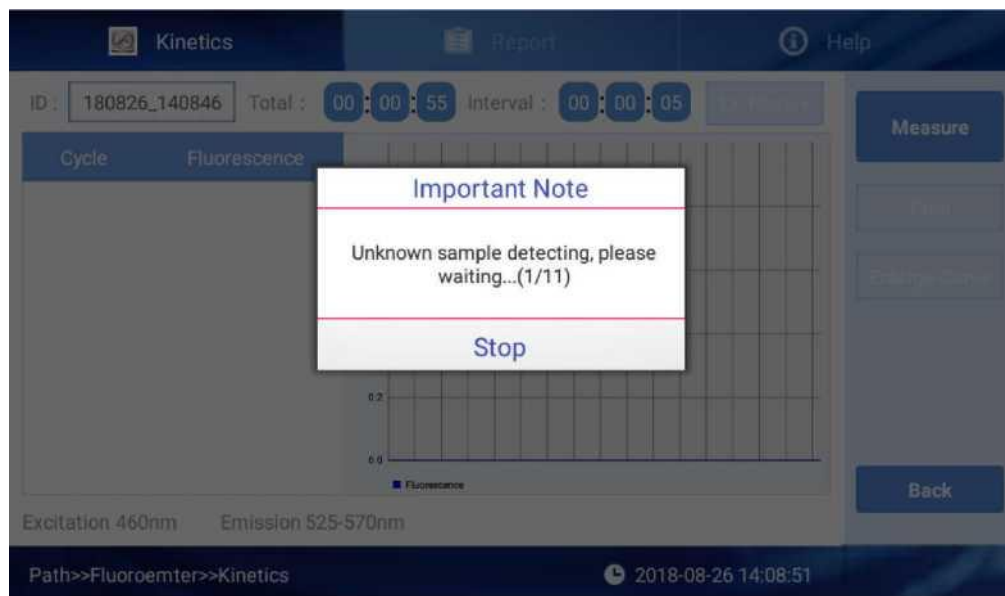 Kinetics
Report
Help
ID : 180826_140846 Total : 00 : 00 : 55 Interval : 00 : 00 : 05
Measure
Cycle Fluorescence
Important Note
Unknown sample detecting, please
waiting...(1/11)
Stop
0.2
0.0
Fluorescence
Back
Excitation 460nm Emission 525-570nm
Path>>Fluoroemter>>Kinetics
2018-08-26 14:08:51